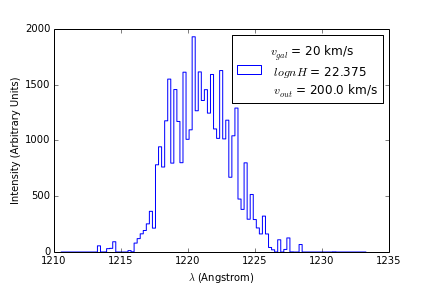 2000
1500
1000
500
0
Intensity (Arbitrary Units)
v_gal = 20 km/s
lognH = 22.375
v_out = 200.0 km/s
1210 1215 1220 1225 1230 1235
λ (Angstrom)